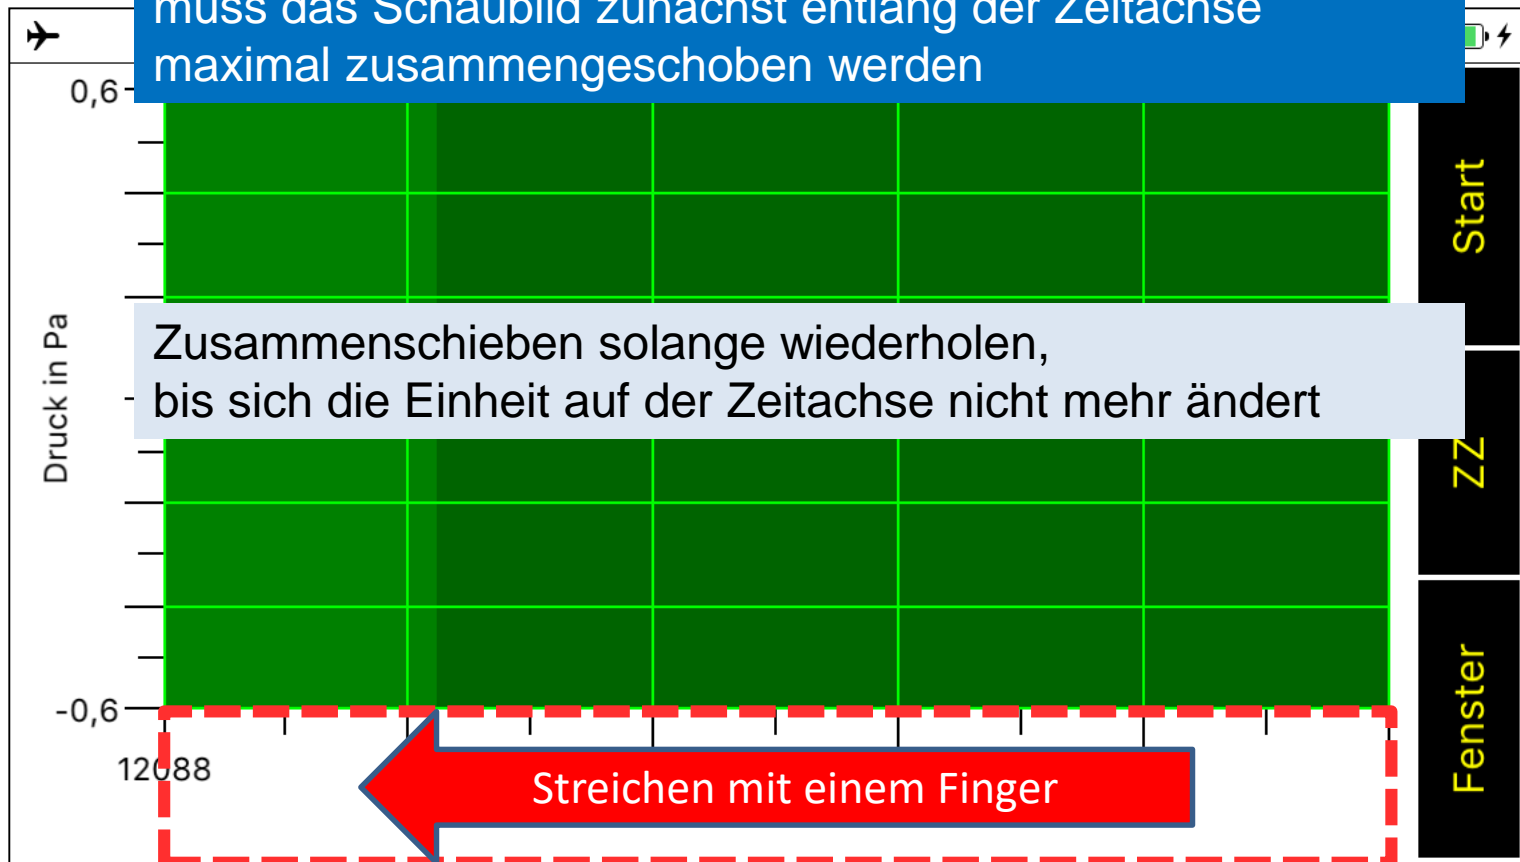 muss das Schaubild zunächst entlang der Zeitachse
maximal zusammengeschoben werden
0,6
Start
Druck in Pa
Zusammenschieben solange wiederholen,
bis sich die Einheit auf der Zeitachse nicht mehr ändert
ZZ
-0,6
Fenster
12088
Streichen mit einem Finger